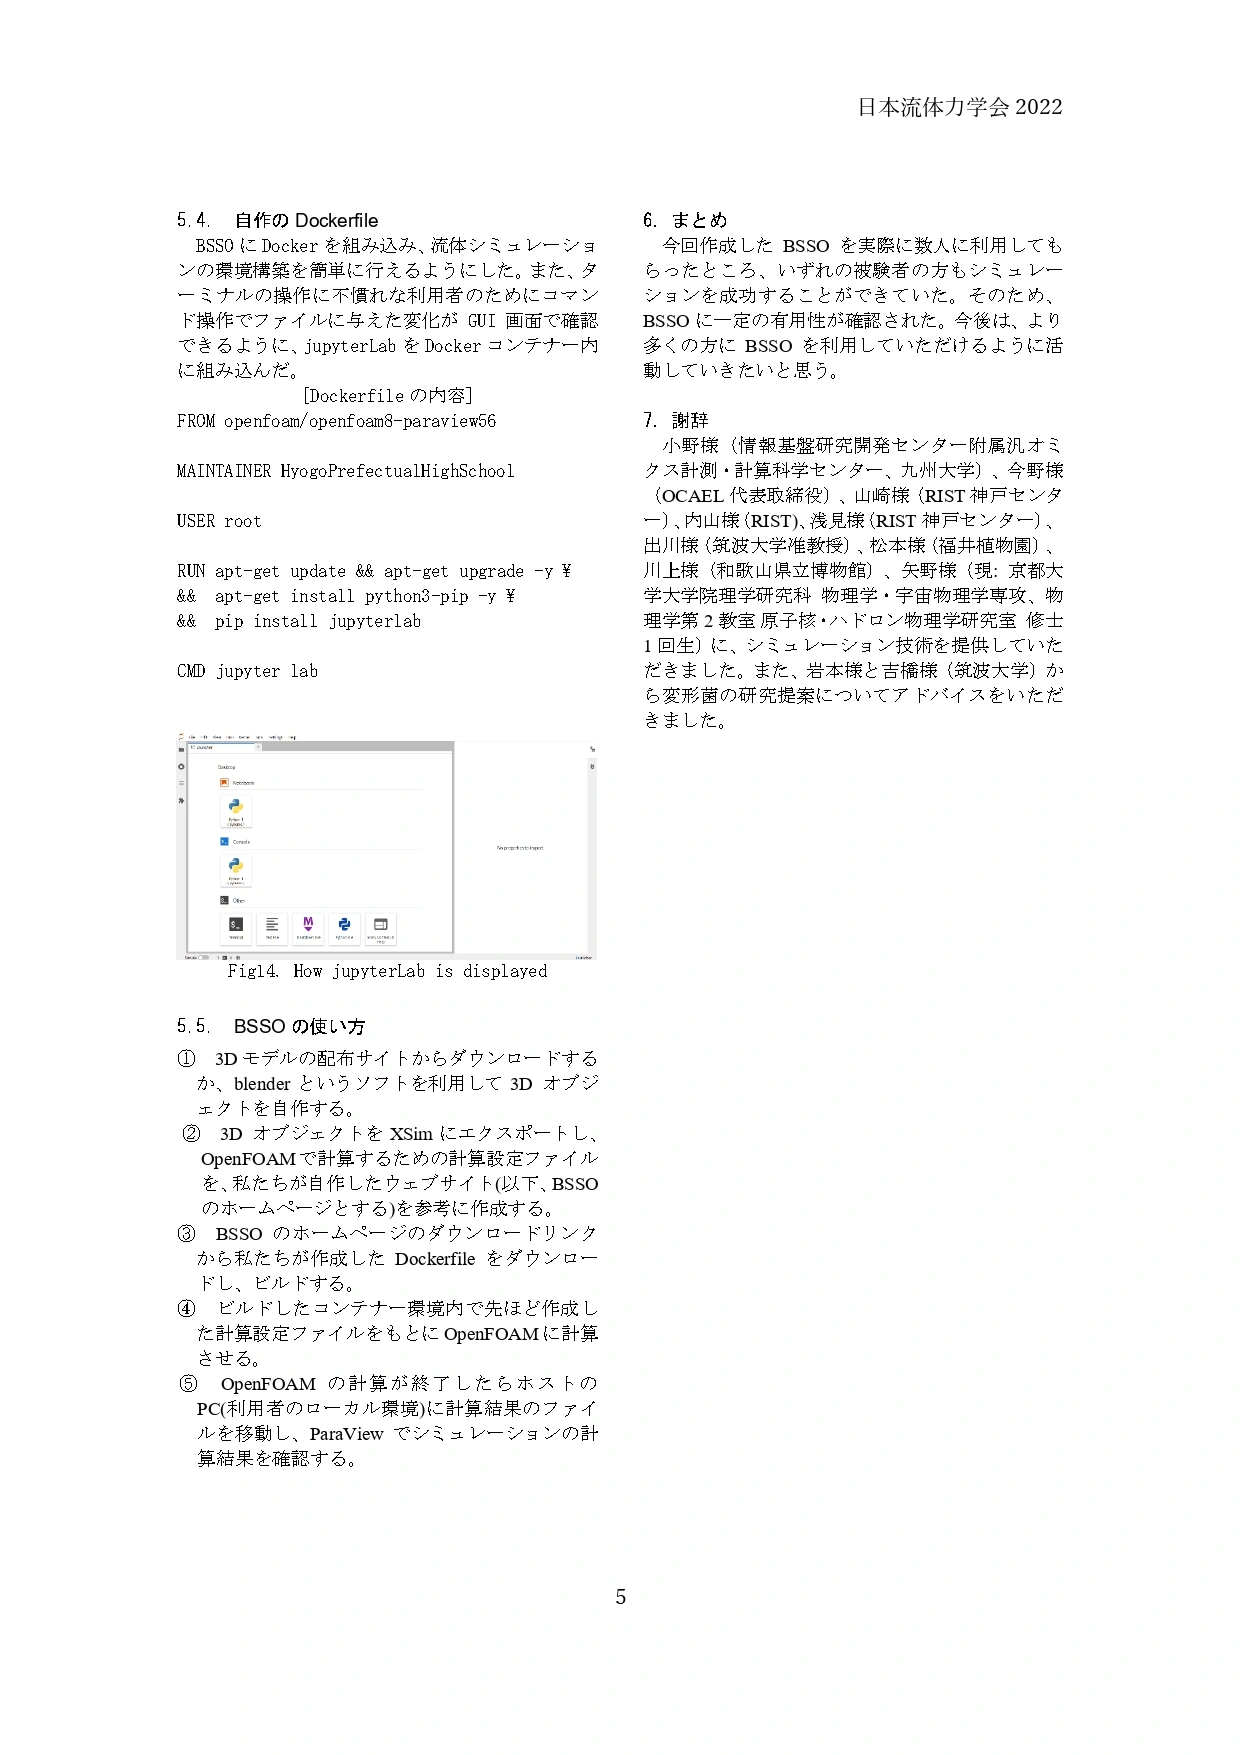 日本流体力学会 2022
5.4. 自作の Dockerfile
BSSO に Docker を組み込み、流体シミュレーショ
ンの環境構築を簡単に行えるようにした。また、タ
ーミナルの操作に不慣れな利用者のためにコマン
ド操作でファイルに与えた変化が GUI 画面で確認
できるように、jupyterLab を Docker コンテナー内
に組み込んだ。
[Dockerfile の内容]
FROM openfoam/openfoam8-paraview56
MAINTAINER HyogoPrefectualHighSchool
USER root
RUN apt-get update && apt-get upgrade -y ¥
&& apt-get install python3-pip -y ¥
&& pip install jupyterlab
CMD jupyter lab
Desktop
Notebook
Console
Other
Fig14. How jupyterLab is displayed
5.5. BSSO の使い方
① 3D モデルの配布サイトからダウンロードする
か、blender というソフトを利用して 3D オブジ
ェクトを自作する。
② 3D オブジェクトを XSim にエクスポートし、
OpenFOAM で計算するための計算設定ファイル
を、私たちが自作したウェブサイト(以下、BSSO
のホームページとする)を参考に作成する。
③ BSSO のホームページのダウンロードリンク
から私たちが作成した Dockerfile をダウンロー
ドし、ビルドする。
④ ビルドしたコンテナー環境内で先ほど作成し
た計算設定ファイルをもとに OpenFOAM に計算
させる。
⑤ OpenFOAM の計算が終了したらホストの
PC(利用者のローカル環境)に計算結果のファイ
ルを移動し、ParaView でシミュレーションの計
算結果を確認する。
6. まとめ
今回作成した BSSO を実際に数人に利用しても
らったところ、いずれの被験者の方もシミュレー
ションを成功することができていた。そのため、
BSSO に一定の有用性が確認された。今後は、より
多くの方に BSSO を利用していただけるように活
動していきたいと思う。
7. 謝辞
小野様（情報基盤研究開発センター附属汎オミ
クス計測・計算科学センター、九州大学）、今野様
（OCAEL 代表取締役）、山崎様（RIST 神戸センタ
ー）、内山様（RIST)、浅見様（RIST 神戸センター）、
出川様（筑波大学准教授）、松本様（福井植物園）、
川上様（和歌山県立博物館）、矢野様（現: 京都大
学大学院理学研究科 物理学・宇宙物理学専攻、物
理学第 2 教室 原子核・ハドロン物理学研究室 修士
1 回生）に、シミュレーション技術を提供していた
だきました。また、岩本様と吉橋様（筑波大学）か
ら変形菌の研究提案についてアドバイスをいただ
きました。
5